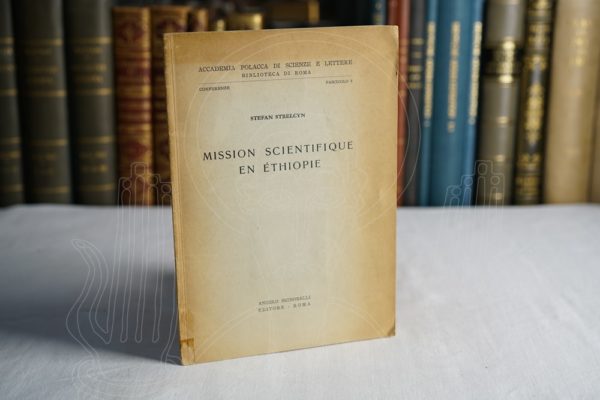 ACCADEMIA POLACCA DI SCIENZE E LETTERE
BIBLIOTECA DI ROMA
CONFERENZE
FASCICOLO 2
STEFAN STRELCYN
MISSION SCIENTIFIQUE
EN ÉTHIOPIE
ANGELO SIGNORELLI
EDITORE - ROMA